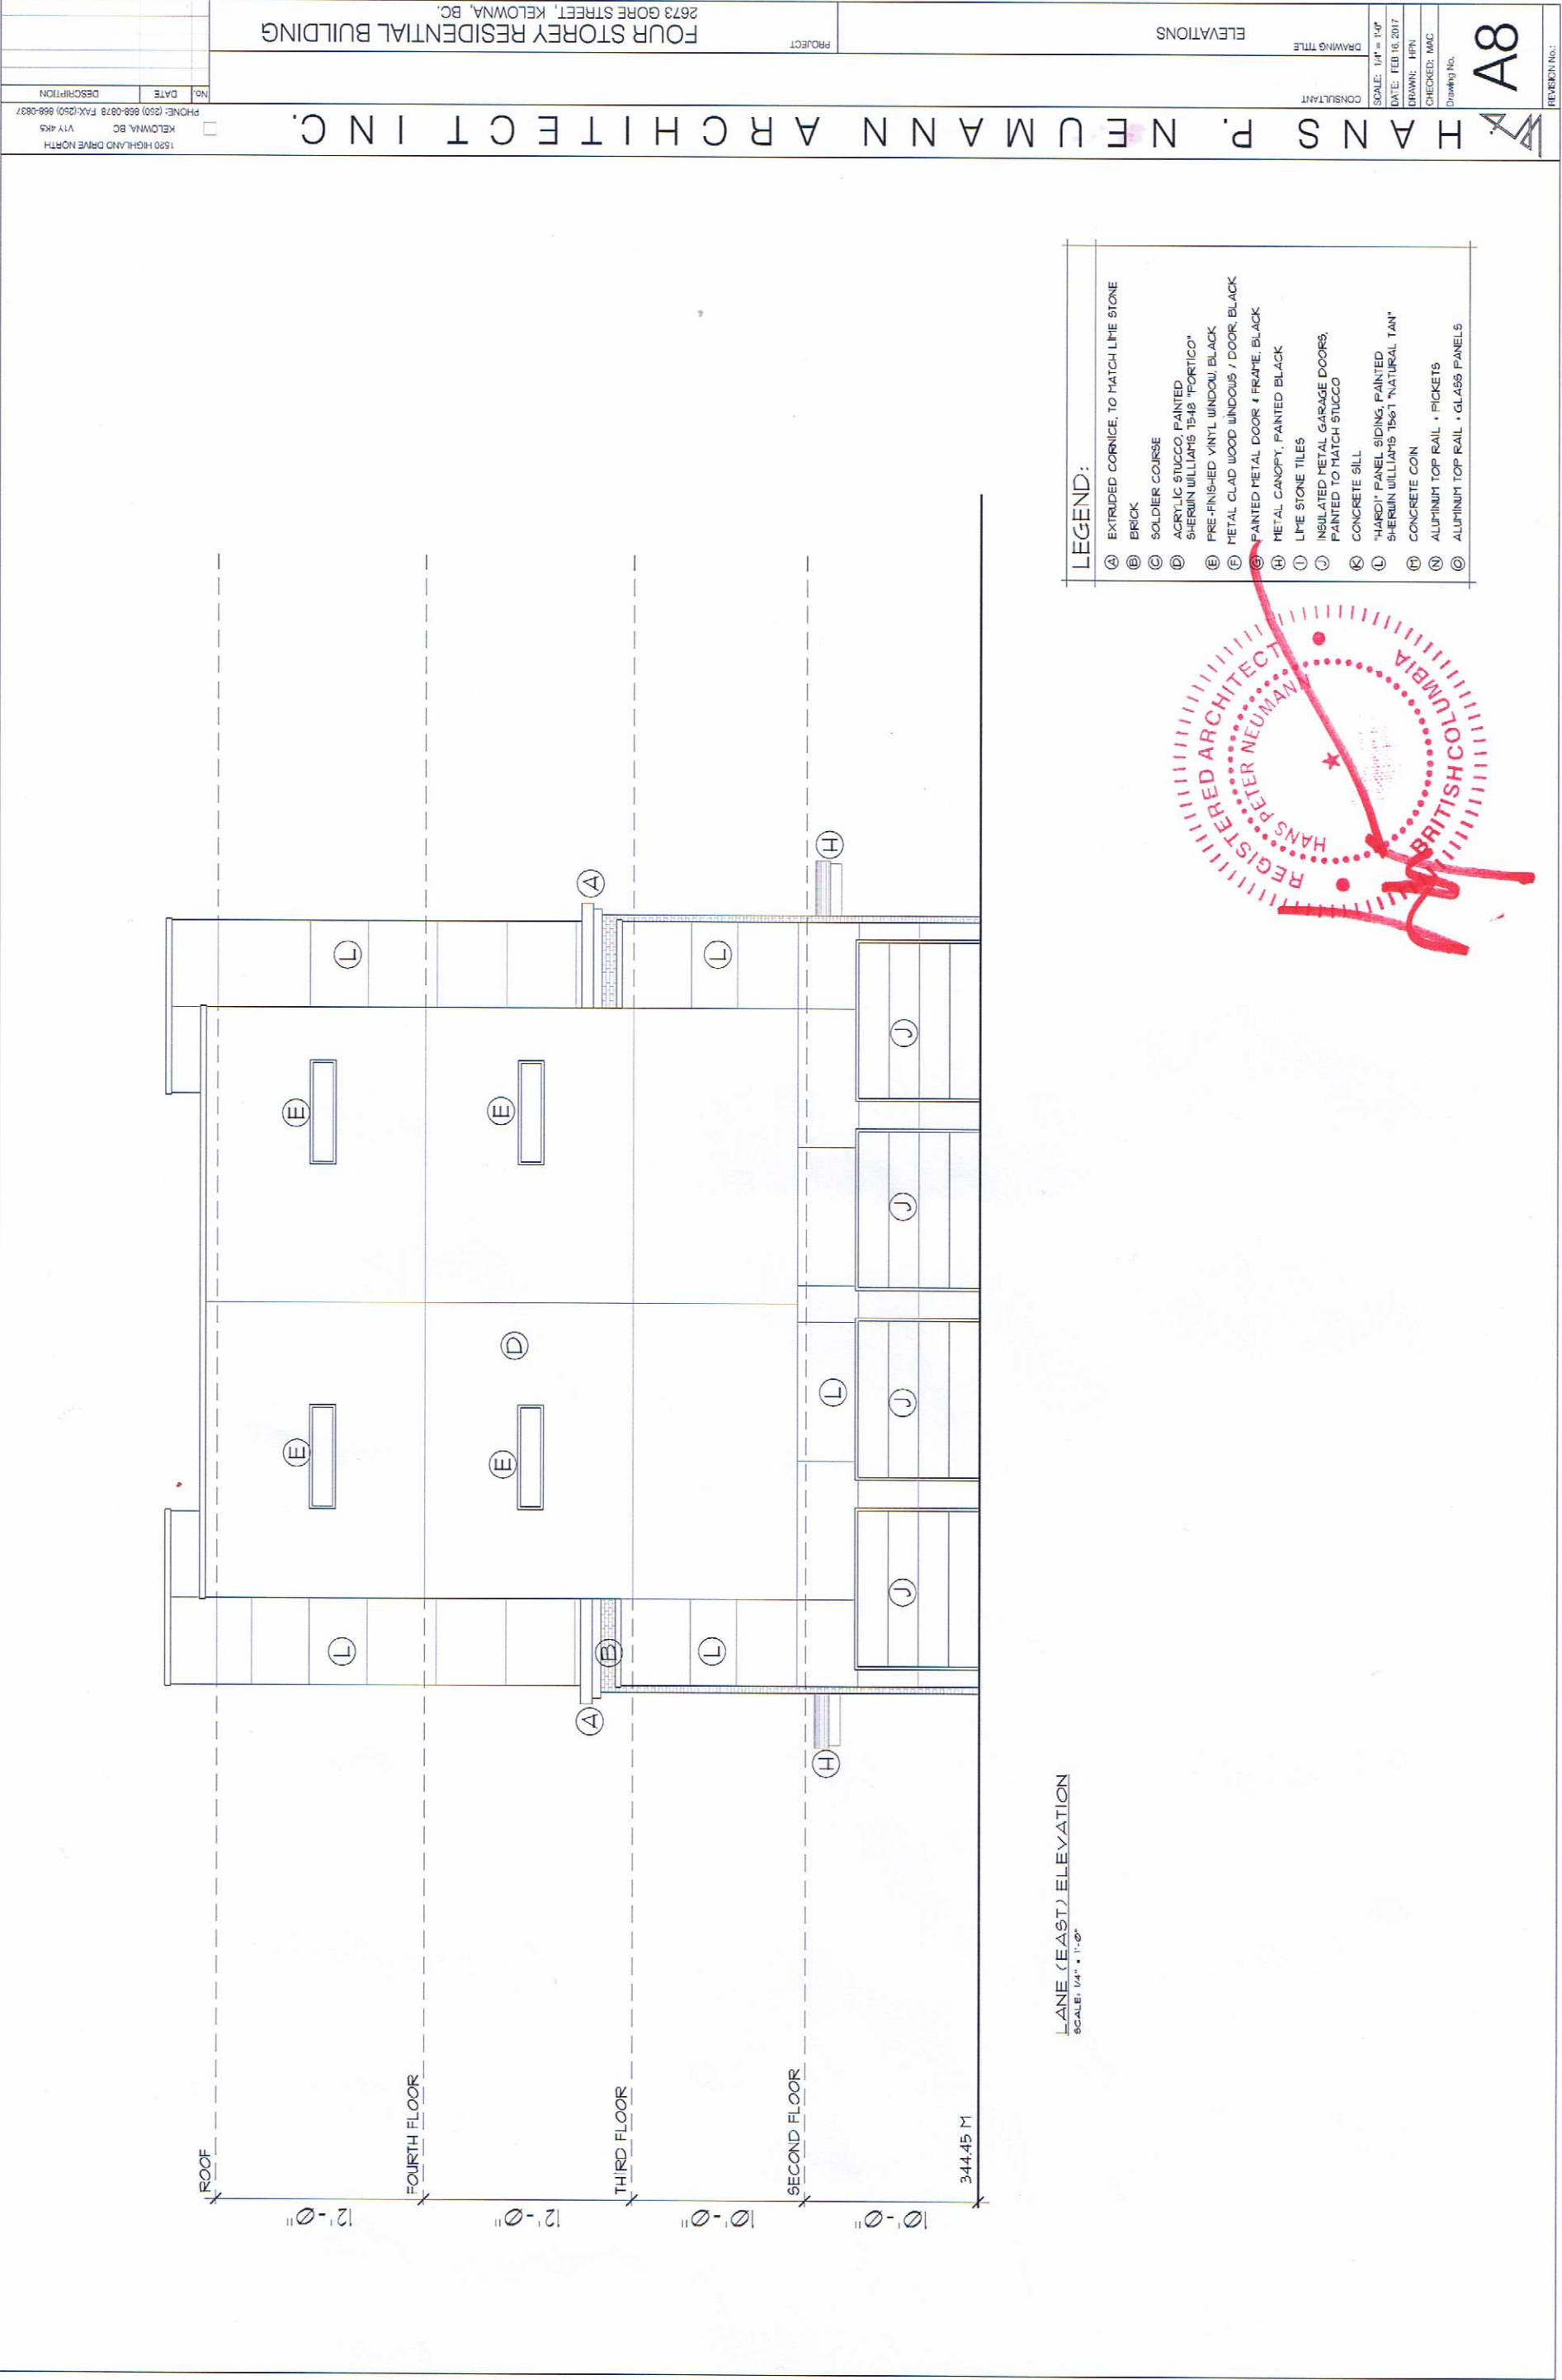 ROOF
12'-0"
FOURTH FLOOR
12'-0"
THIRD FLOOR
10'-0"
SECOND FLOOR
10'-0"
344.45 M
L
E
E
L
A
B
E
D
E
A
L
L
H
L
H
J
J
J
J
LANE (EAST) ELEVATION
SCALE: 1/4" = 1'-0"
LEGEND:
A EXTRUDED CORNICE, TO MATCH LIME STONE
B BRICK
C SOLDIER COURSE
D ACRYLIC STUCCO, PAINTED
SHERWIN WILLIAMS 7548 "PORTICO"
E PRE-FINISHED VINYL WINDOW, BLACK
F METAL CLAD WOOD WINDOWS / DOOR, BLACK
G PAINTED METAL DOOR & FRAME, BLACK
H METAL CANOPY, PAINTED BLACK
I LIME STONE TILES
J INSULATED METAL GARAGE DOORS,
PAINTED TO MATCH STUCCO
K CONCRETE SILL
L "HARDI" PANEL SIDING, PAINTED
SHERWIN WILLIAMS 7567 "NATURAL TAN"
M CONCRETE COIN
N ALUMINUM TOP RAIL + PICKETS
O ALUMINUM TOP RAIL + GLASS PANELS
REGISTERED ARCHITECT
HANS PETER NEUMANN
BRITISH COLUMBIA
HANS P. NEUMANN ARCHITECT INC.
1520 HIGHLAND DRIVE NORTH
KELOWNA, BC V1Y 4K5
PHONE: (250) 868-0878 FAX:(250) 868-0837
No. DATE DESCRIPTION
CONSULTANT
PROJECT
FOUR STOREY RESIDENTIAL BUILDING
2673 GORE STREET, KELOWNA, BC.
DRAWING TITLE
ELEVATIONS
SCALE: 1/4" = 1'-0"
DATE: FEB 16, 2017
DRAWN: HPN
CHECKED: MAC
Drawing No.
A8
REVISION No.: